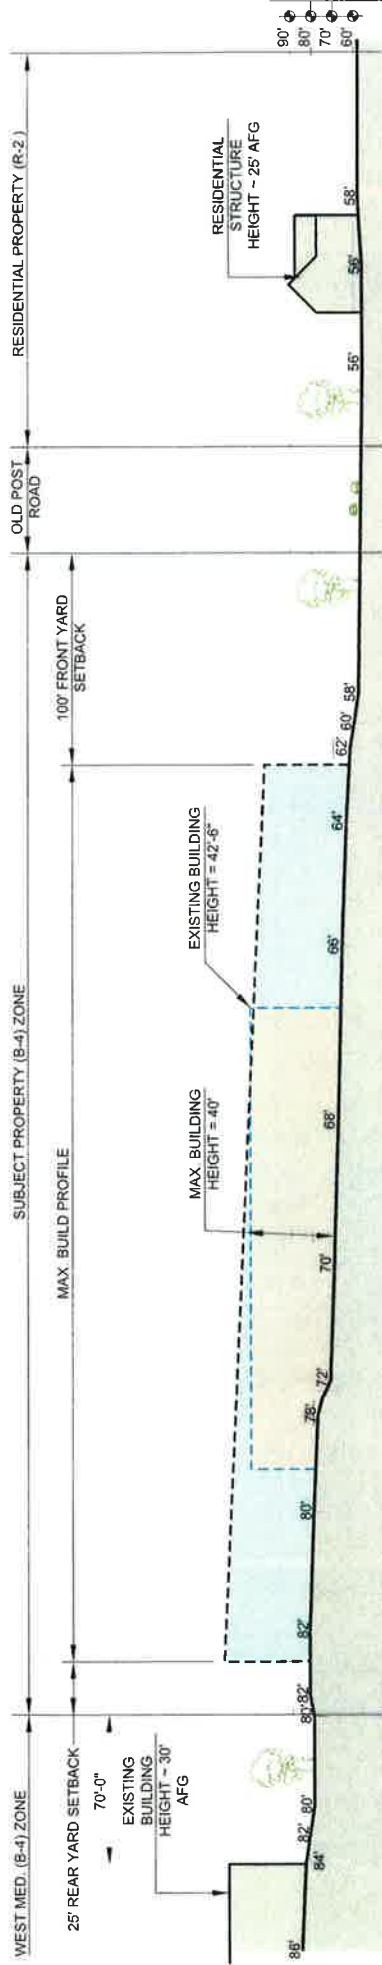 WEST MED. (B-4) ZONE
SUBJECT PROPERTY (B-4) ZONE
OLD POST
ROAD
RESIDENTIAL PROPERTY (R-2 )
25' REAR YARD SETBACK
MAX. BUILD PROFILE
100' FRONT YARD
SETBACK
70'-0"
EXISTING
BUILDING
HEIGHT ~ 30'
AFG
MAX. BUILDING
HEIGHT = 40'
EXISTING BUILDING
HEIGHT = 42'-6"
RESIDENTIAL
STRUCTURE
HEIGHT ~ 25' AFG
90'
80'
70'
60'
86'
84'
82'
80'
80'
82'
82'
80'
78'
72'
70'
68'
66'
64'
62'
60'
58'
56'
56'
58'